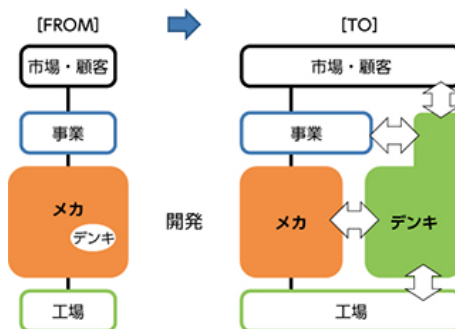 [FROM]
市場・顧客
事業
メカ
デンキ
工場
開発
[TO]
市場・顧客
事業
メカ
デンキ
工場